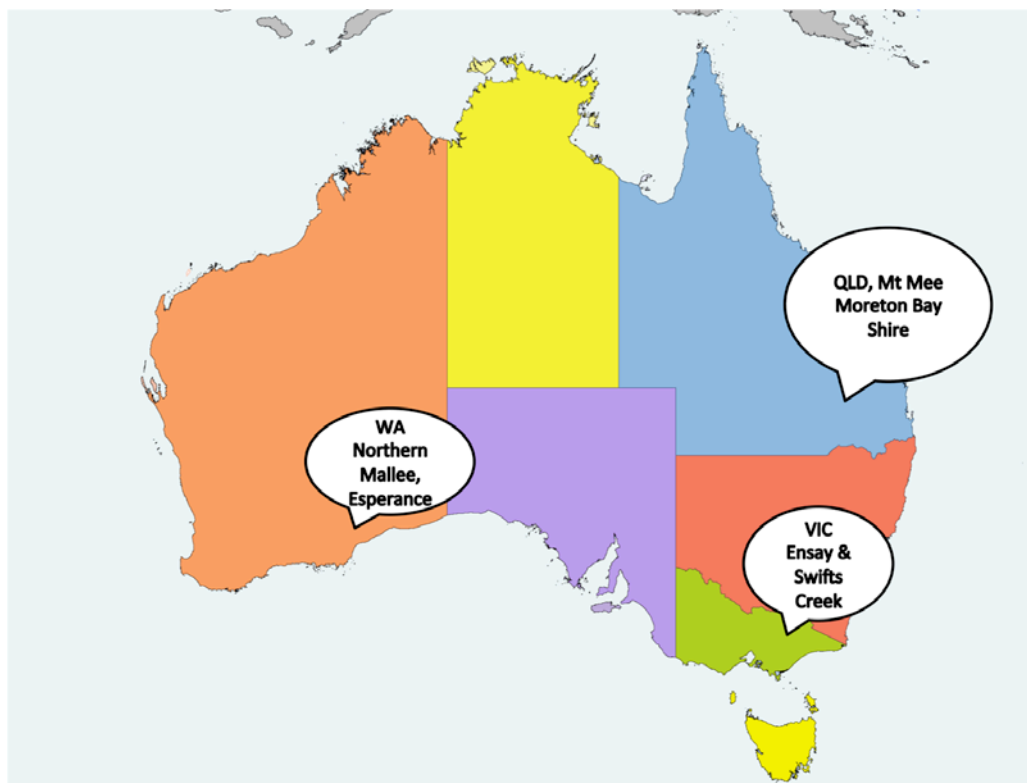 QLD, Mt Mee
Moreton Bay
Shire
WA
Northern
Mallee,
Esperance
VIC
Ensay &
Swifts
Creek